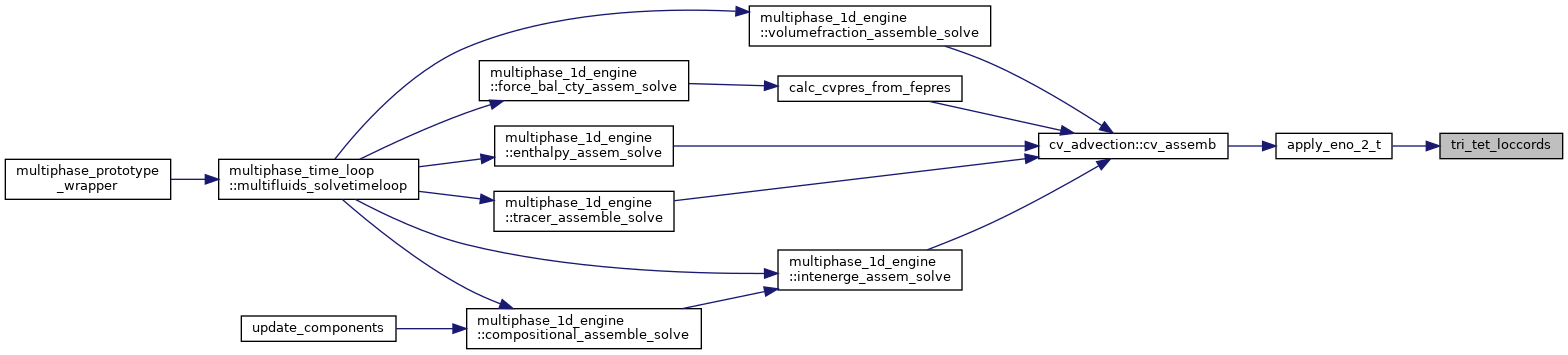 multiphase_1d_engine
::volumefraction_assemble_solve
multiphase_1d_engine
::force_bal_cty_assem_solve
calc_cvpres_from_fepres
multiphase_1d_engine
::enthalpy_assem_solve
cv_advection::cv_assemb
apply_eno_2_t
tri_tet_loccords
multiphase_prototype
_wrapper
multiphase_time_loop
::multifluids_solvetimeloop
multiphase_1d_engine
::tracer_assemble_solve
multiphase_1d_engine
::intenerge_assem_solve
update_components
multiphase_1d_engine
::compositional_assemble_solve